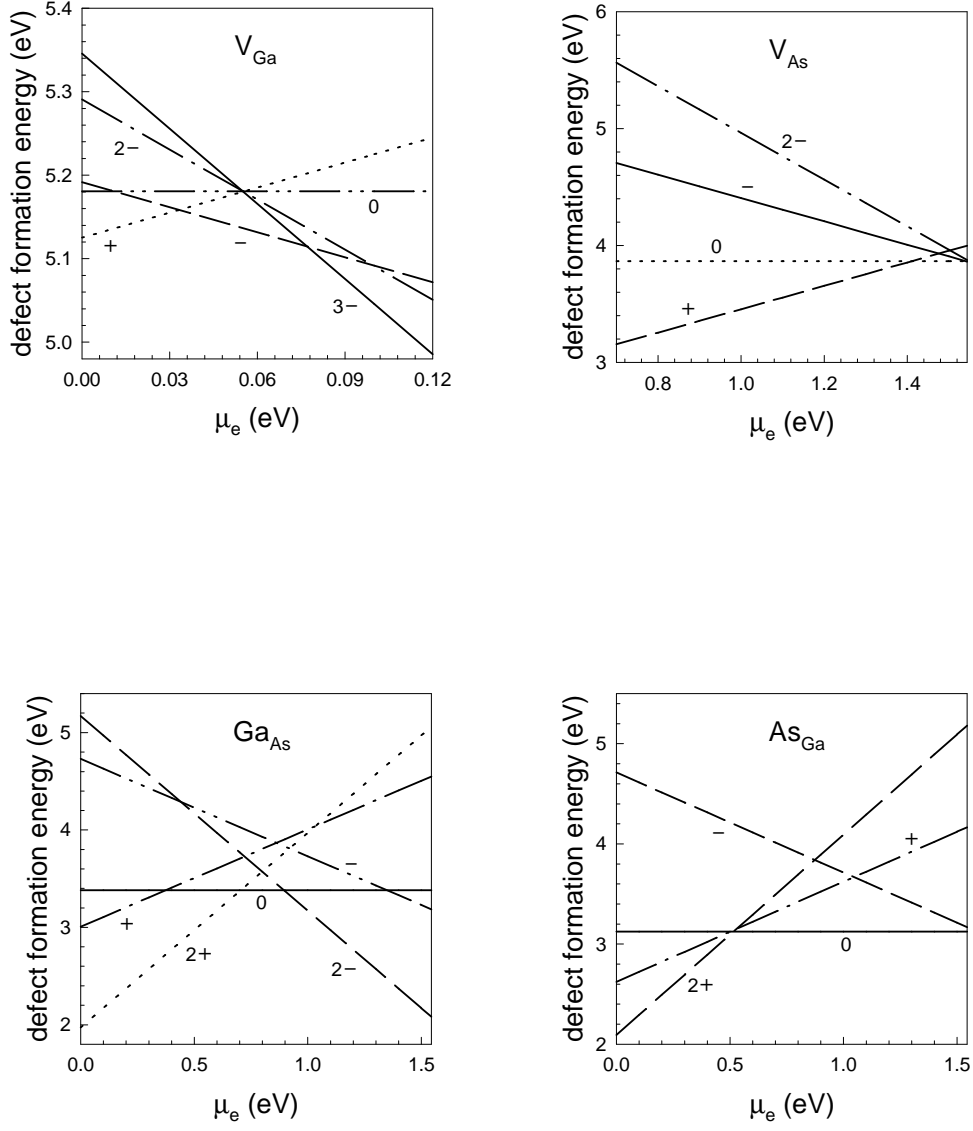 defect formation energy (eV)
5.4
5.3
5.2
5.1
5.0
V_Ga
2−
0
+
−
3−
0.00 0.03 0.06 0.09 0.12
μ_e (eV)
defect formation energy (eV)
6
5
4
3
V_As
2−
−
0
+
0.8 1.0 1.2 1.4
μ_e (eV)
defect formation energy (eV)
5
4
3
2
Ga_As
−
0
+
2+
2−
0.0 0.5 1.0 1.5
μ_e (eV)
defect formation energy (eV)
5
4
3
2
As_Ga
−
+
0
2+
0.0 0.5 1.0 1.5
μ_e (eV)